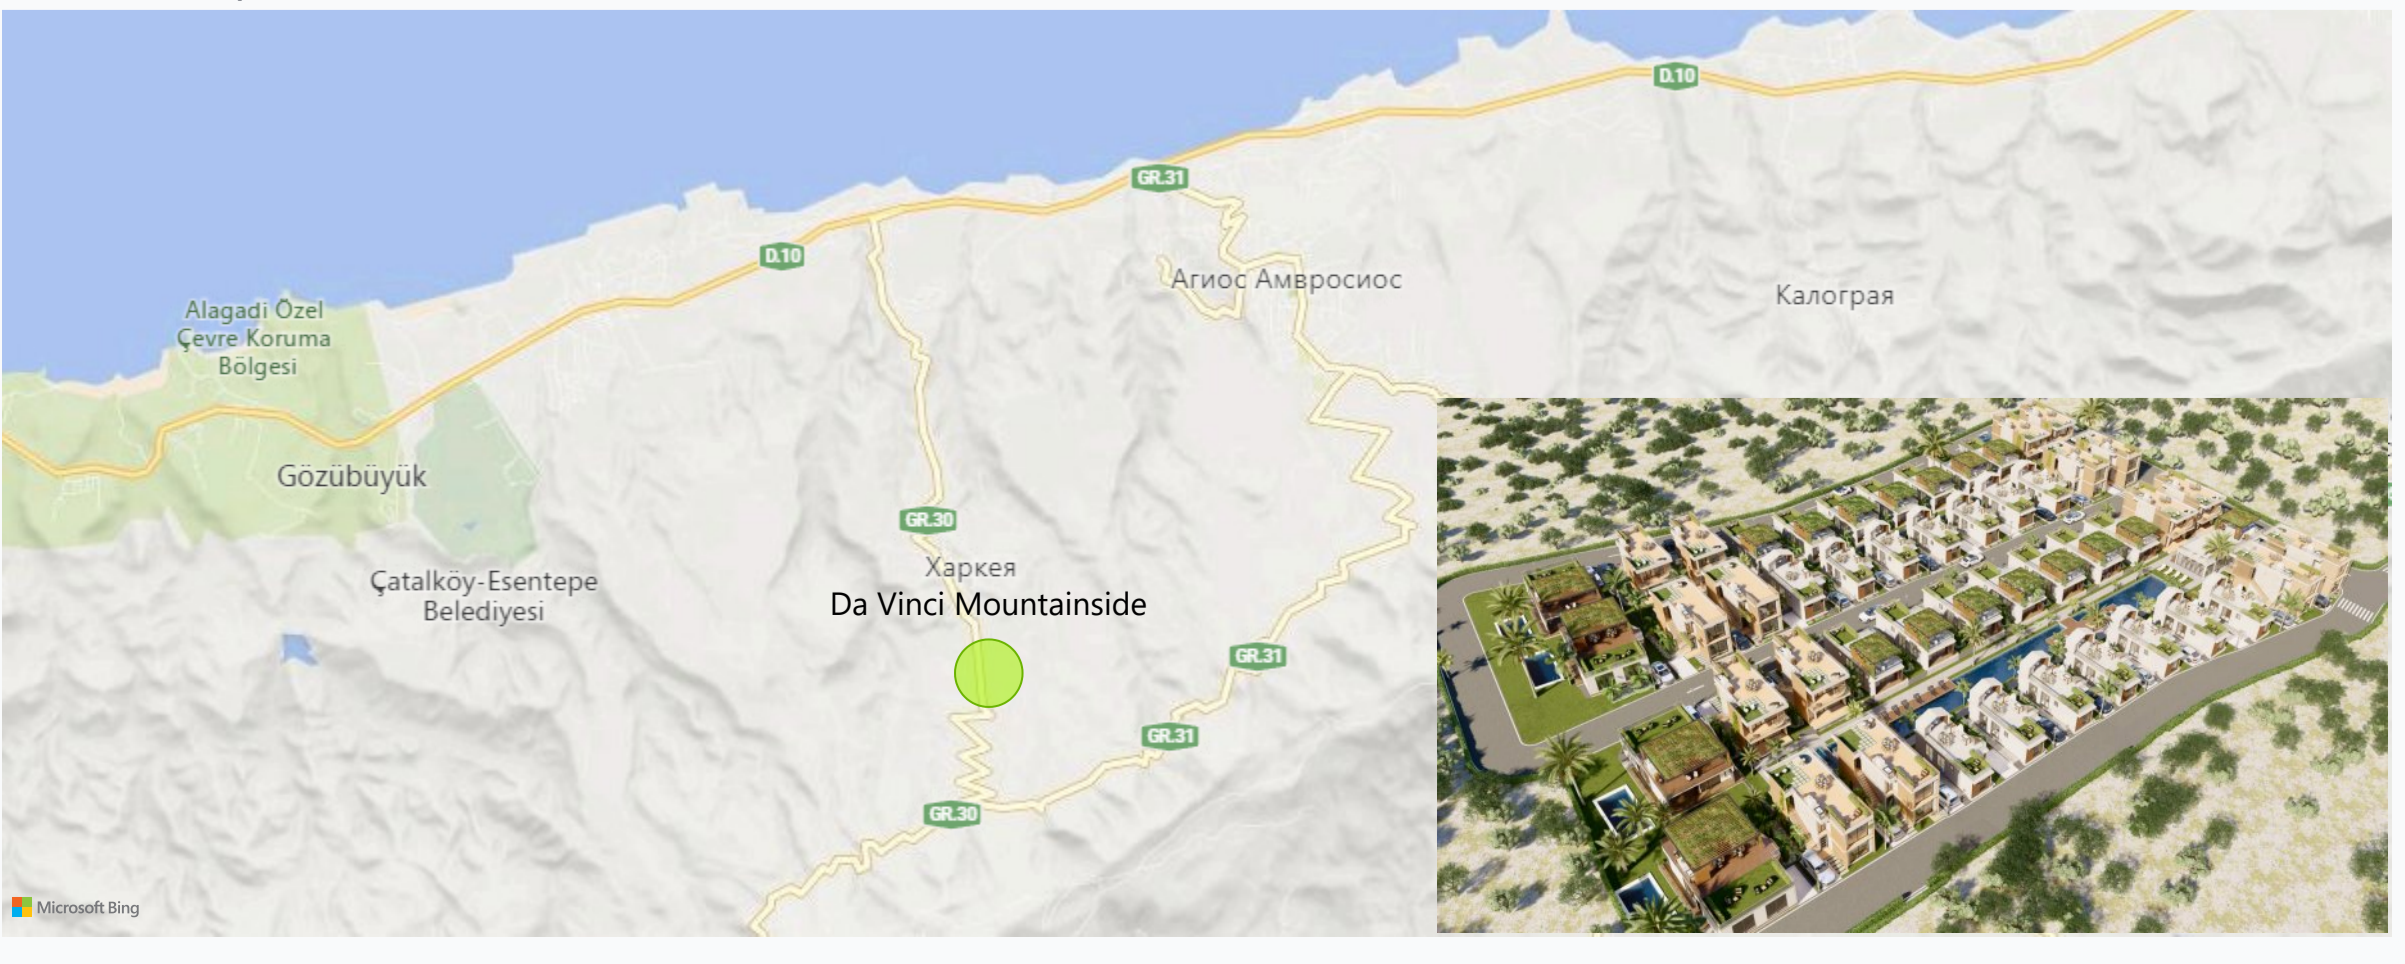 D.10
GR.31
D.10
Агиос Амвросиос
Калограя
Alagadi Özel
Çevre Koruma
Bölgesi
Gözübüyük
GR.30
Харкея
Çatalköy-Esentepe
Belediyesi
Da Vinci Mountainside
GR.31
GR.31
GR.30
Microsoft Bing